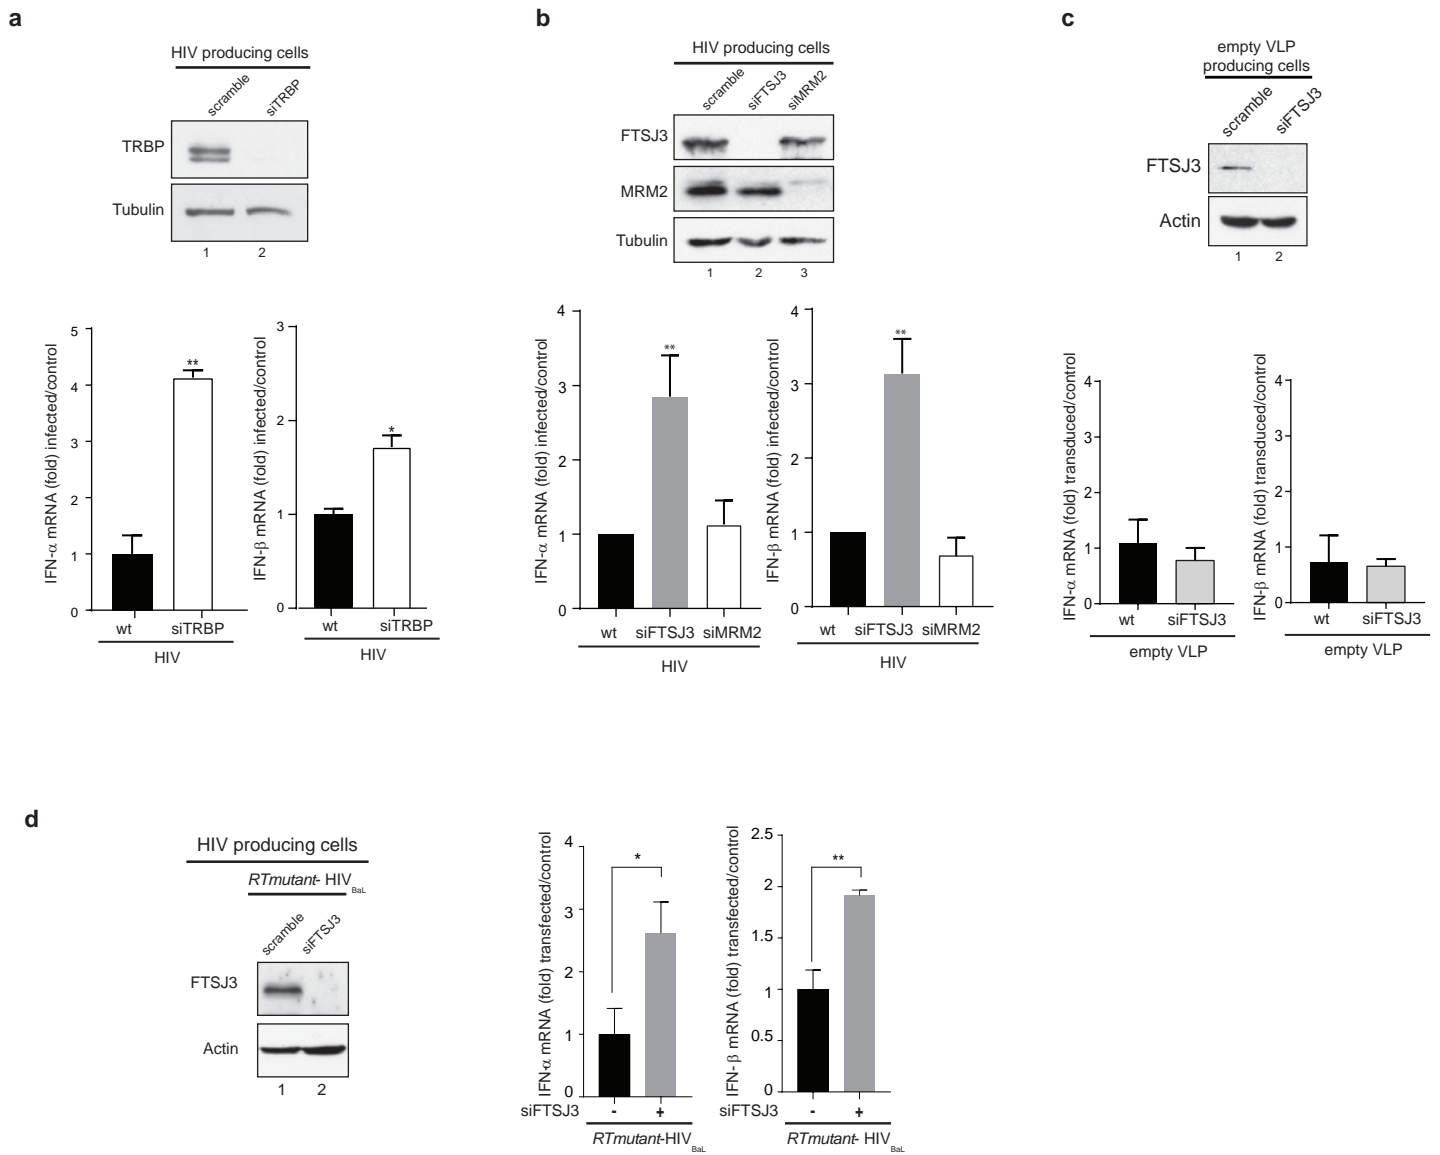 a
HIV producing cells
scramble
siTRBP
TRBP
Tubulin
1 2
IFN-α mRNA (fold) infected/control
5
4
3
2
1
0
**
wt siTRBP
HIV
IFN-β mRNA (fold) infected/control
3
2
1
0
*
wt siTRBP
HIV
b
HIV producing cells
scramble
siFTSJ3
siMRM2
FTSJ3
MRM2
Tubulin
1 2 3
IFN-α mRNA (fold) infected/control
4
3
2
1
0
**
wt siFTSJ3 siMRM2
HIV
IFN-β mRNA (fold) infected/control
4
3
2
1
0
**
wt siFTSJ3 siMRM2
HIV
c
empty VLP
producing cells
scramble
siFTSJ3
FTSJ3
Actin
1 2
IFN-α mRNA (fold) transduced/control
4
3
2
1
0
wt siFTSJ3
empty VLP
IFN-β mRNA (fold) transduced/control
4
3
2
1
0
wt siFTSJ3
empty VLP
d
HIV producing cells
RTmutant- HIV BaL
scramble
siFTSJ3
FTSJ3
Actin
1 2
IFN-α mRNA (fold) transfected/control
4
3
2
1
0
*
siFTSJ3 - +
RTmutant-HIV BaL
IFN- β mRNA (fold) transfected/control
2.5
2
1.5
1
0.5
0
**
siFTSJ3 - +
RTmutant- HIV BaL